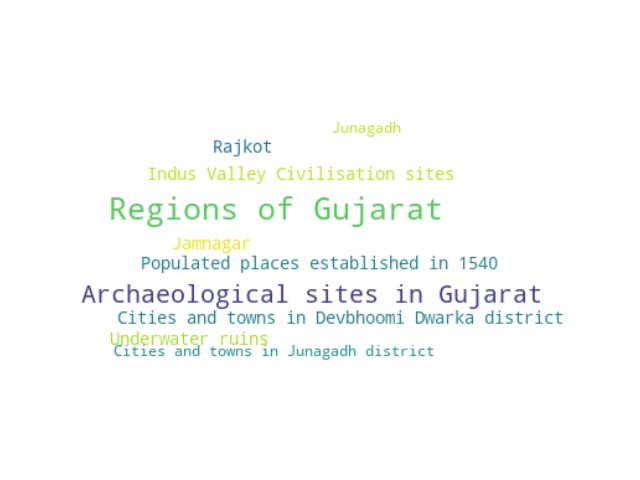 Junagadh
Rajkot
Indus Valley Civilisation sites
Regions of Gujarat
Jamnagar
Populated places established in 1540
Archaeological sites in Gujarat
Cities and towns in Devbhoomi Dwarka district
Underwater ruins
Cities and towns in Junagadh district